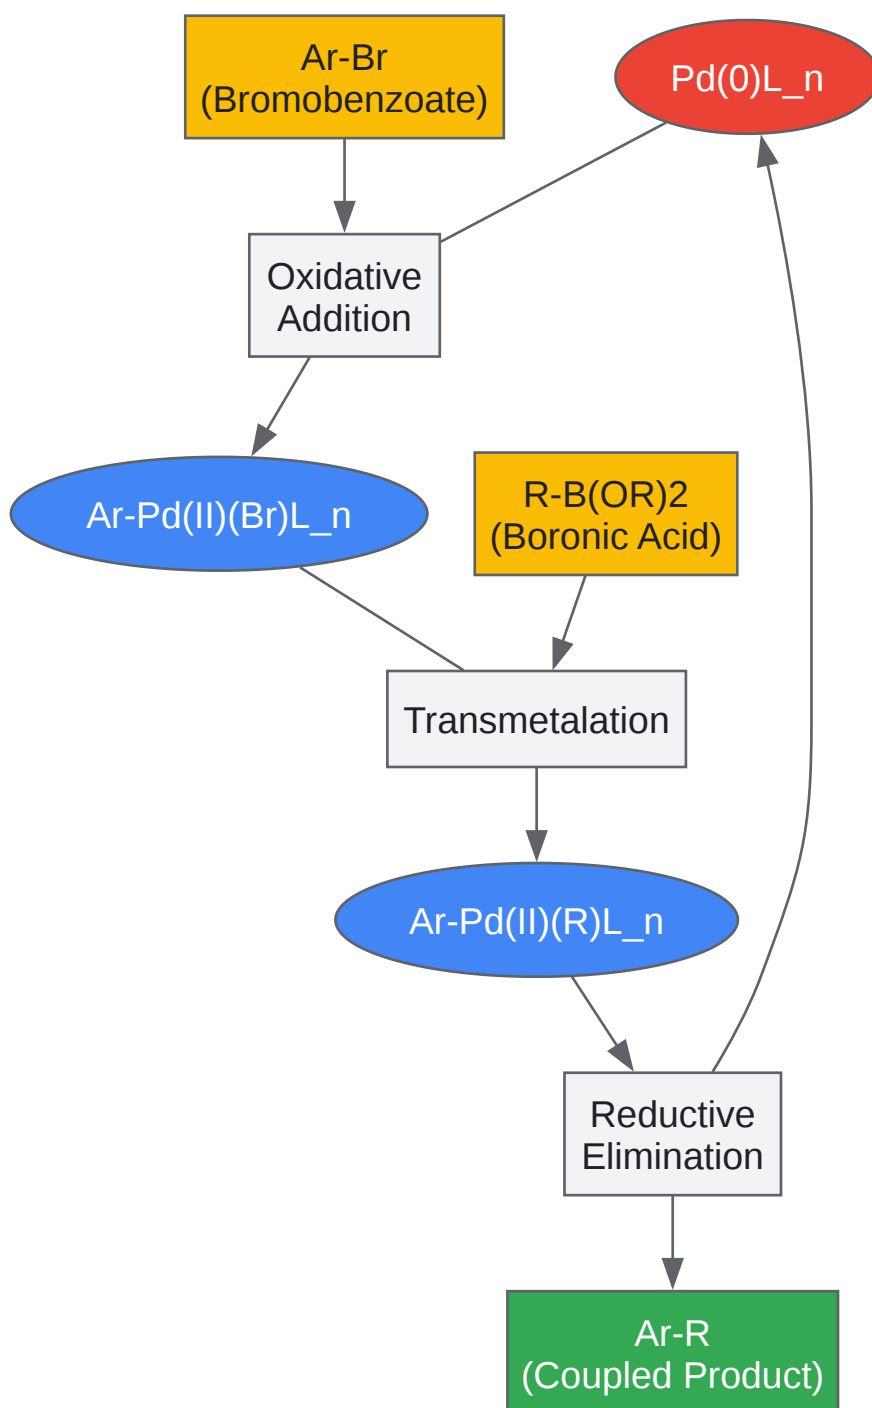 Ar-Br
(Bromobenzoate)
Pd(0)L_n
Oxidative
Addition
Ar-Pd(II)(Br)L_n
R-B(OR)2
(Boronic Acid)
Transmetalation
Ar-Pd(II)(R)L_n
Reductive
Elimination
Ar-R
(Coupled Product)